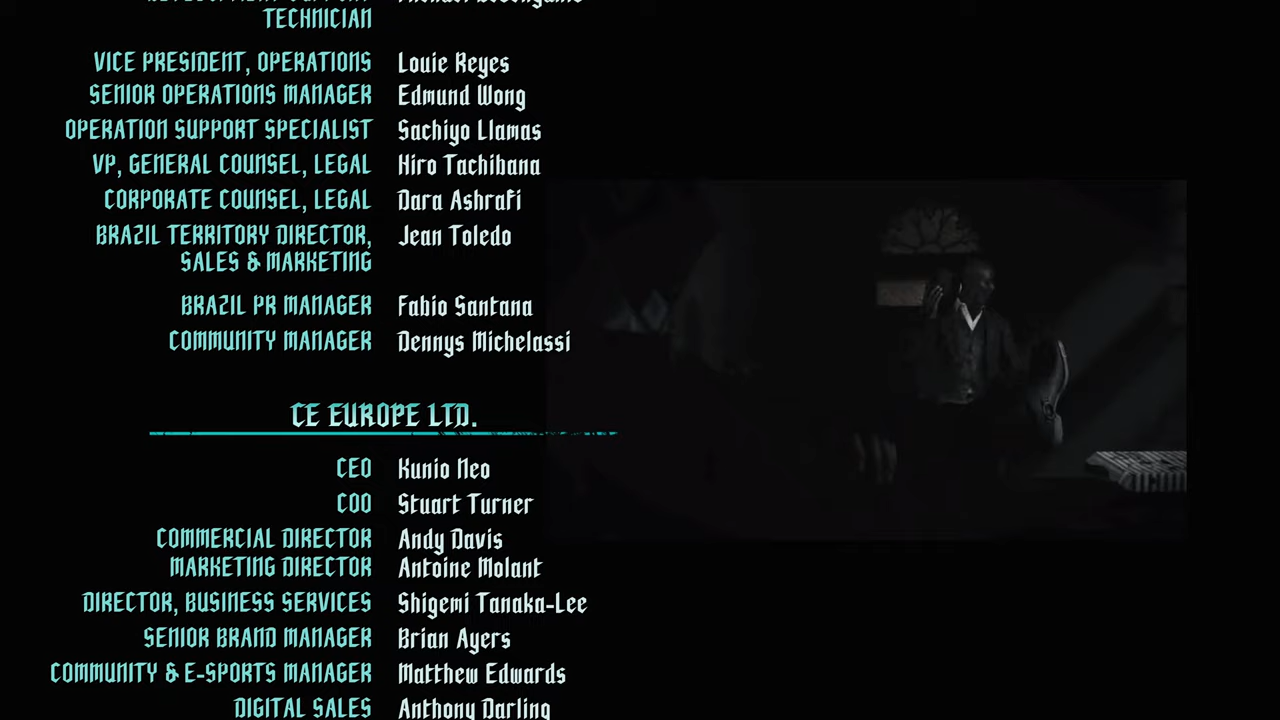 TECHNICIAN
VICE PRESIDENT, OPERATIONS Louie Reyes
SENIOR OPERATIONS MANAGER Edmund Wong
OPERATION SUPPORT SPECIALIST Sachiyo Llamas
VP, GENERAL COUNSEL, LEGAL Hiro Tachibana
CORPORATE COUNSEL, LEGAL Dara Ashrafi
BRAZIL TERRITORY DIRECTOR, Jean Toledo
SALES & MARKETING
BRAZIL PR MANAGER Fabio Santana
COMMUNITY MANAGER Dennys Michelassi
CE EUROPE LTD.
CEO Kunio Neo
COO Stuart Turner
COMMERCIAL DIRECTOR Andy Davis
MARKETING DIRECTOR Antoine Molant
DIRECTOR, BUSINESS SERVICES Shigemi Tanaka-Lee
SENIOR BRAND MANAGER Brian Ayers
COMMUNITY & E-SPORTS MANAGER Matthew Edwards
DIGITAL SALES Anthony Darling